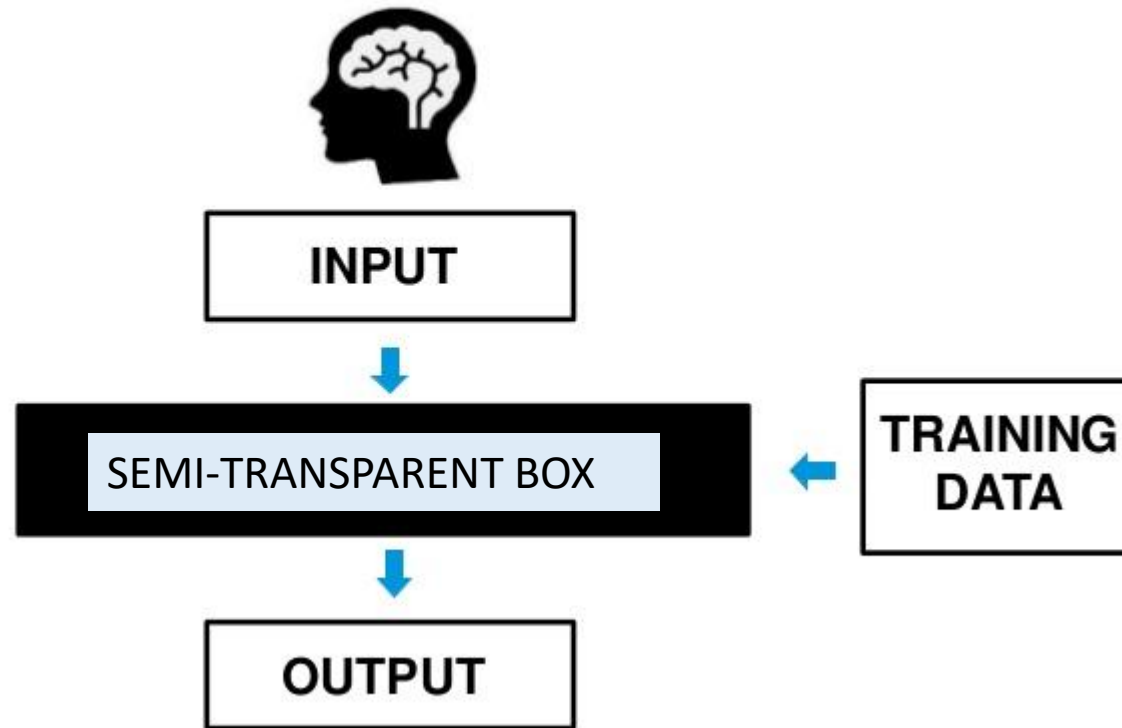 INPUT
SEMI-TRANSPARENT BOX
TRAINING
DATA
OUTPUT